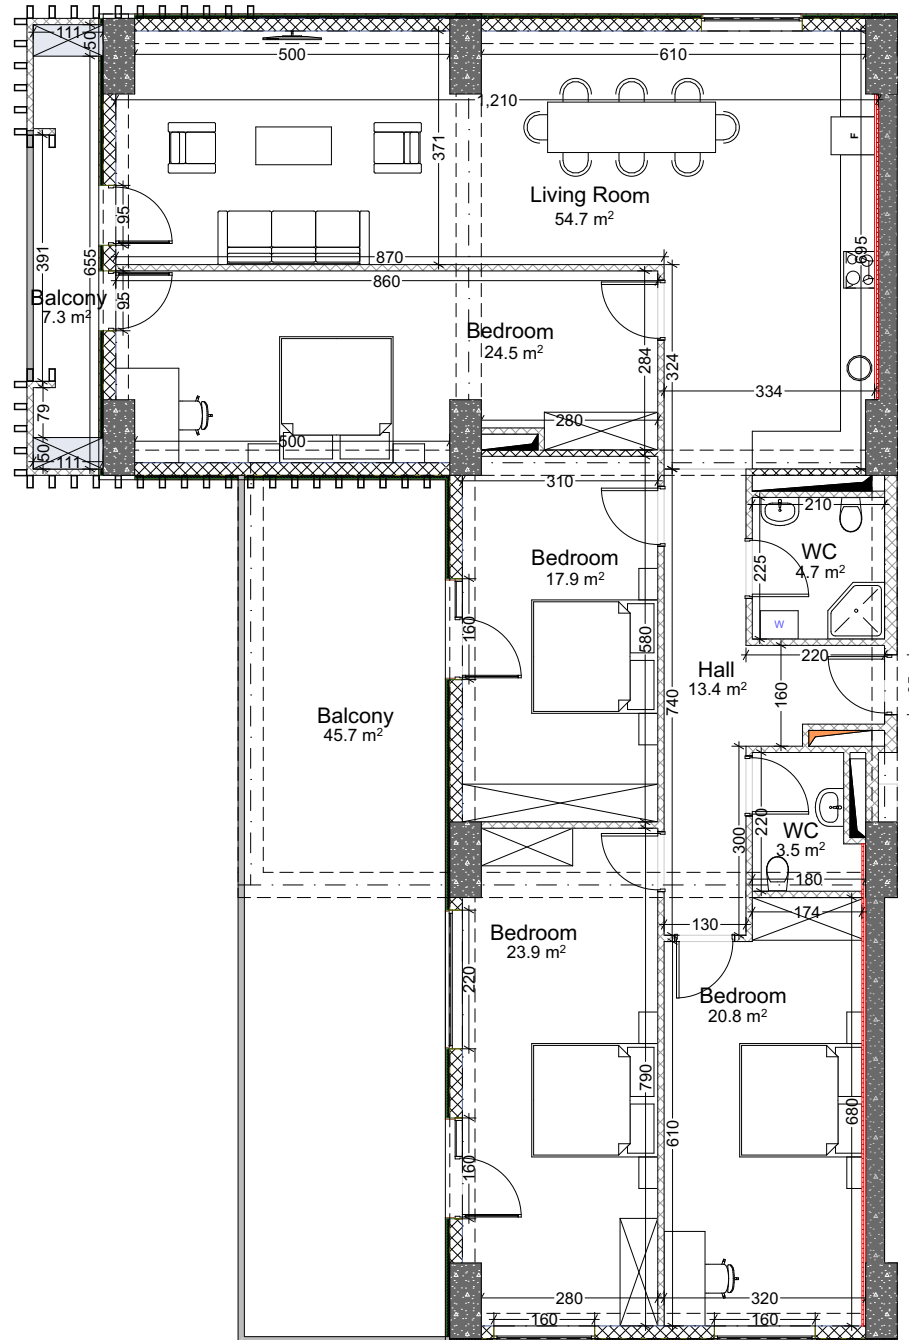 111
50
500
610
1,210
371
F
Living Room
54.7 m²
95
391
655
870
695
860
Balcony
7.3 m²
95
Bedroom
24.5 m²
284
324
334
79
280
500
50
111
310
210
WC
4.7 m²
225
Bedroom
17.9 m²
160
580
W
Hall
13.4 m²
220
160
740
Balcony
45.7 m²
220
WC
3.5 m²
300
180
174
130
Bedroom
23.9 m²
220
Bedroom
20.8 m²
790
680
610
160
280
320
160
160